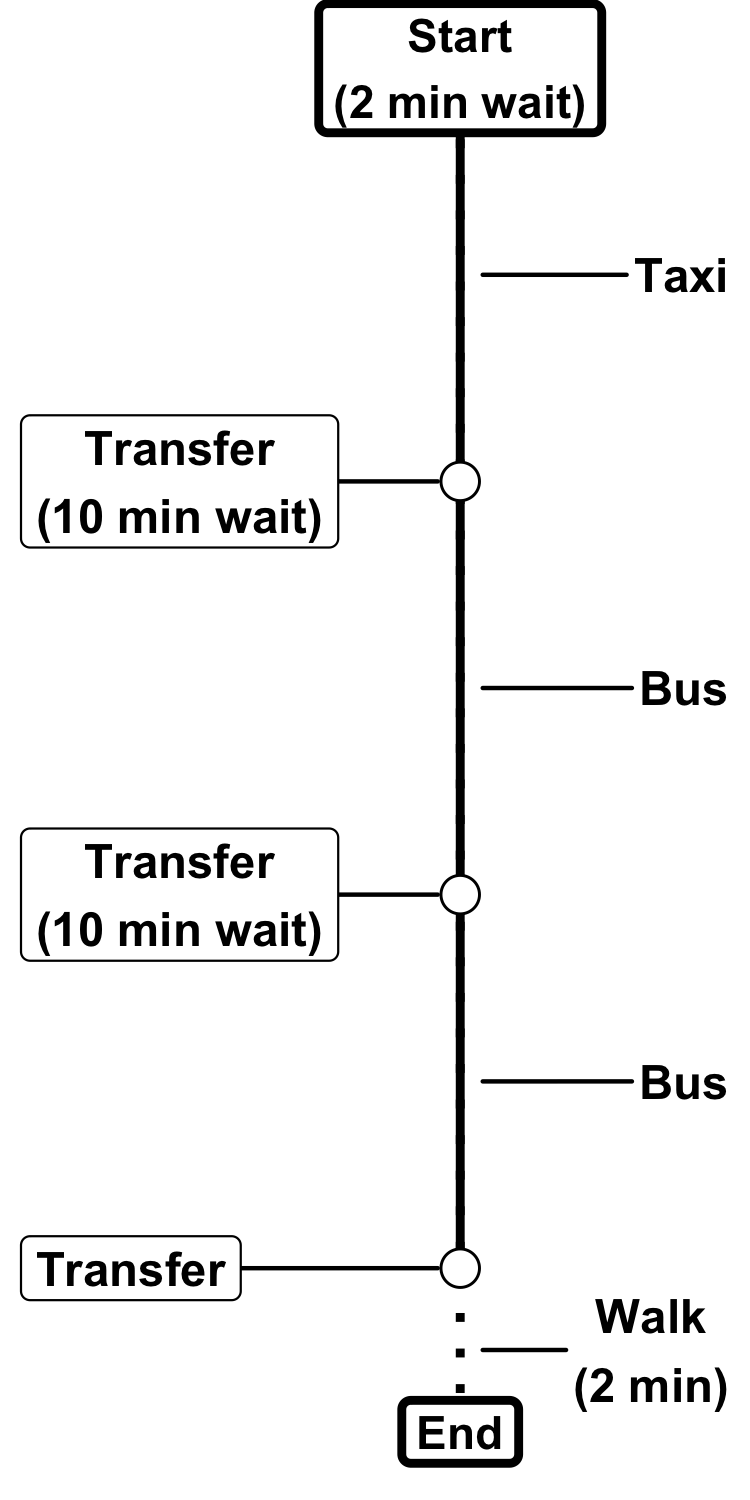 Start
(2 min wait)
Taxi
Transfer
(10 min wait)
Bus
Transfer
(10 min wait)
Bus
Transfer
Walk
(2 min)
End